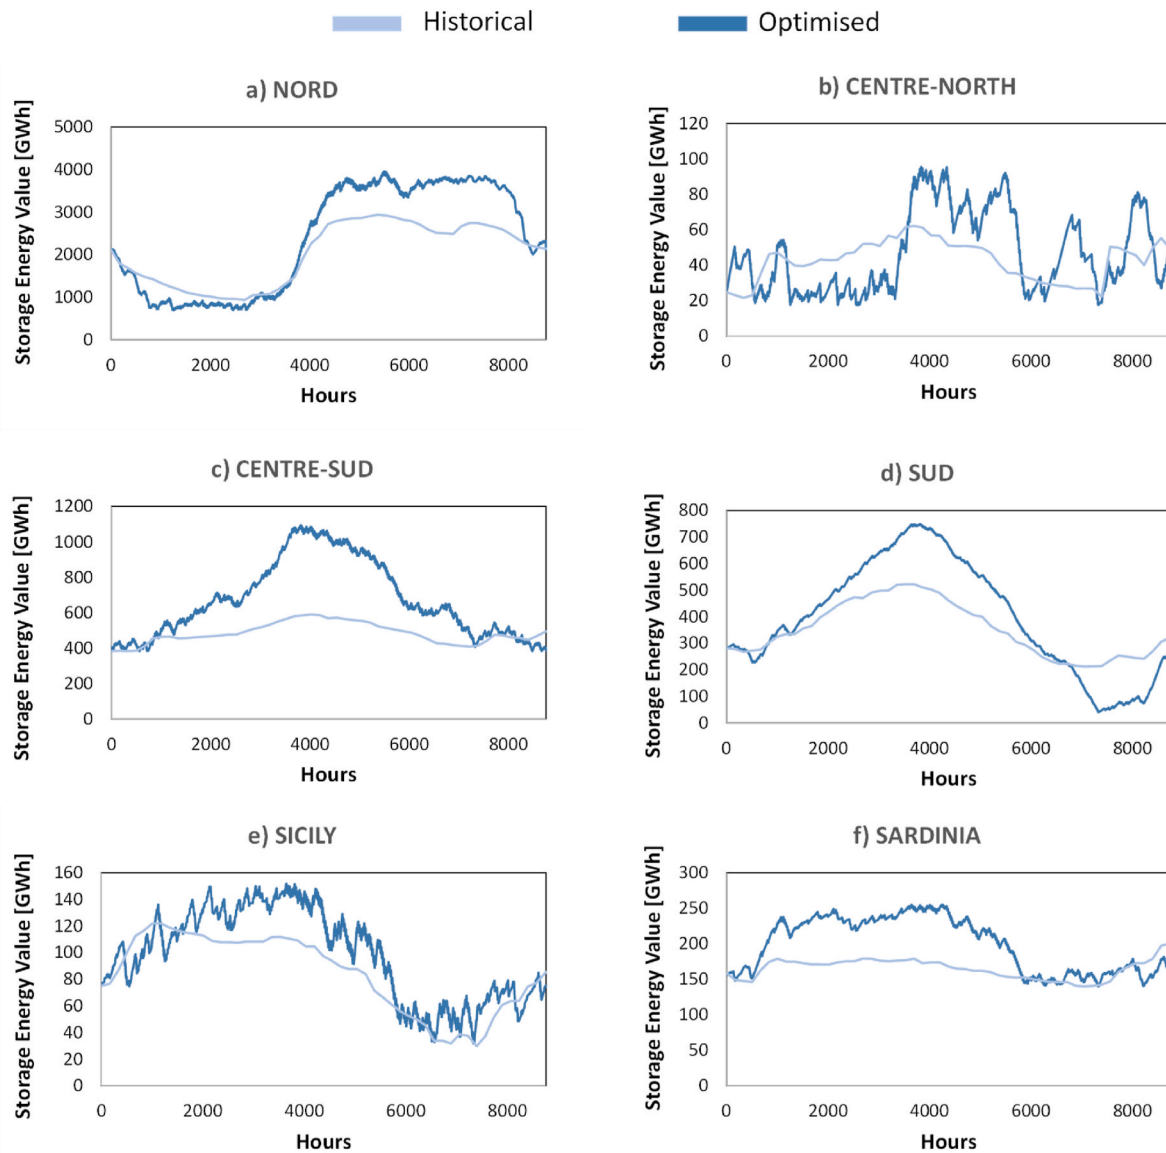 Historical
Optimised
a) NORD
Storage Energy Value [GWh]
5000
4000
3000
2000
1000
0
0 2000 4000 6000 8000
Hours
b) CENTRE-NORTH
Storage Energy Value [GWh]
120
100
80
60
40
20
0
0 2000 4000 6000 8000
Hours
c) CENTRE-SUD
Storage Energy Value [GWh]
1200
1000
800
600
400
200
0
0 2000 4000 6000 8000
Hours
d) SUD
Storage Energy Value [GWh]
800
700
600
500
400
300
200
100
0
0 2000 4000 6000 8000
Hours
e) SICILY
Storage Energy Value [GWh]
160
140
120
100
80
60
40
20
0
0 2000 4000 6000 8000
Hours
f) SARDINIA
Storage Energy Value [GWh]
300
250
200
150
100
50
0
0 2000 4000 6000 8000
Hours